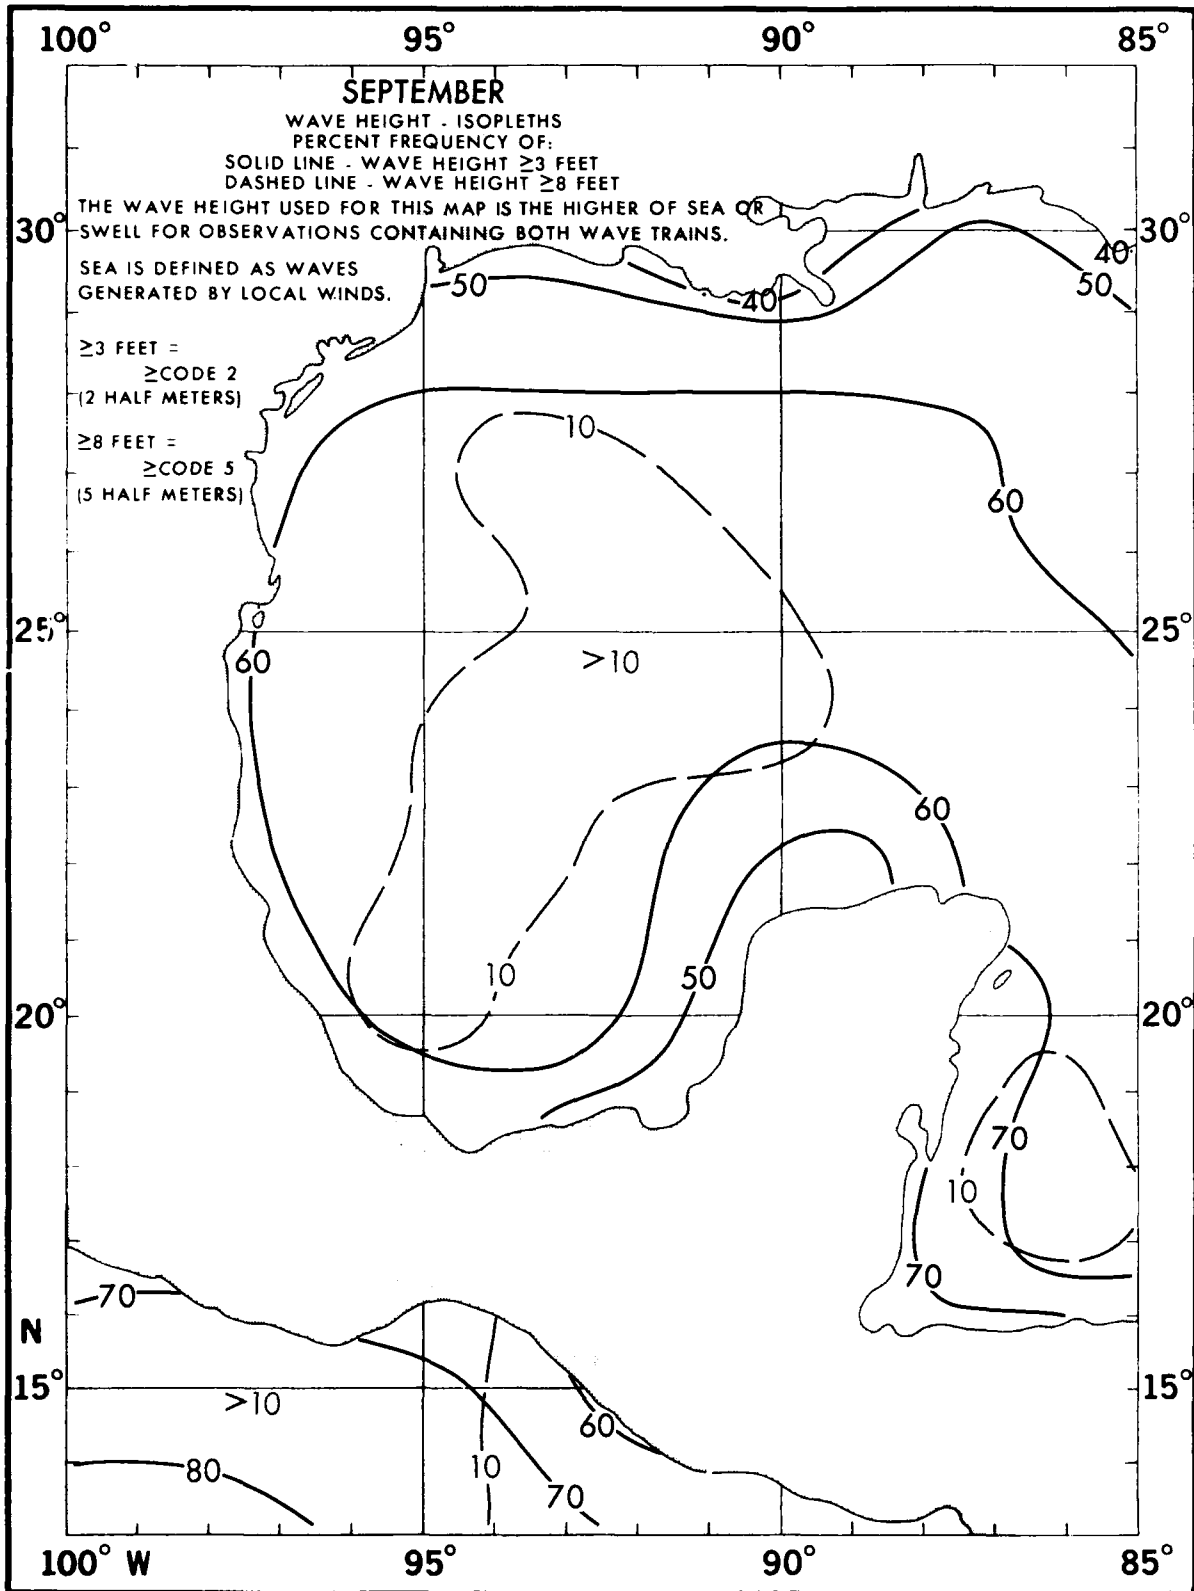 100° 95° 90° 85°
SEPTEMBER
WAVE HEIGHT - ISOPLETHS
PERCENT FREQUENCY OF:
SOLID LINE - WAVE HEIGHT ≥3 FEET
DASHED LINE - WAVE HEIGHT ≥8 FEET
THE WAVE HEIGHT USED FOR THIS MAP IS THE HIGHER OF SEA OR
30° SWELL FOR OBSERVATIONS CONTAINING BOTH WAVE TRAINS. 30°
40
SEA IS DEFINED AS WAVES
GENERATED BY LOCAL WINDS.
50 40 50
≥3 FEET =
≥CODE 2
(2 HALF METERS)
10
≥8 FEET =
≥CODE 5
(5 HALF METERS)
60
25° 25°
60 >10
60
10 50
20° 20°
70
10
70
70
N
15° 15°
>10
60
80 10
70
100° W 95° 90° 85°